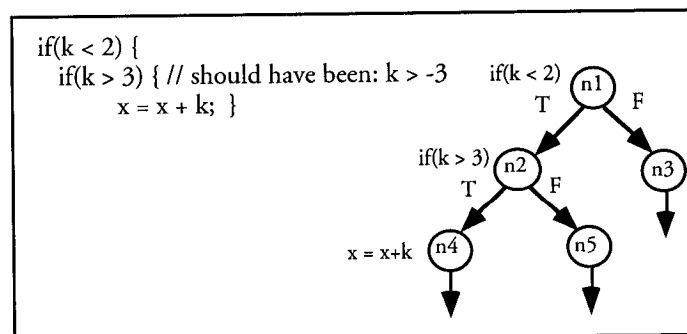 if(k < 2) {
if(k > 3) { // should have been: k > -3
x = x + k; }
if(k < 2)
n1
T
F
if(k > 3)
n2
n3
T
F
x = x+k
n4
n5